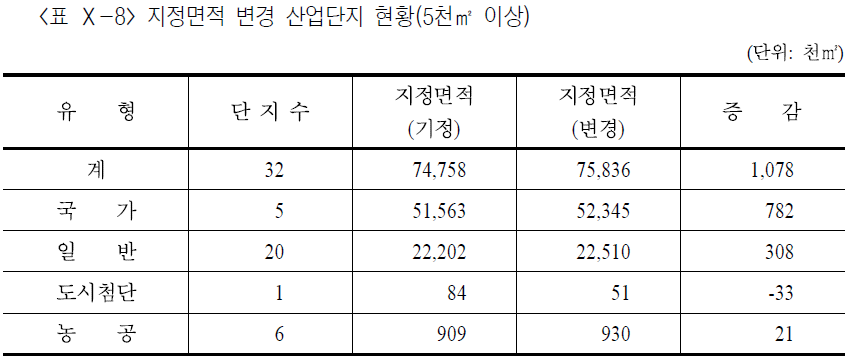 <표 Ⅹ-8> 지정면적 변경 산업단지 현황(5천㎡ 이상)
(단위: 천㎡)
유 형 단 지 수 지정면적 (기정) 지정면적 (변경) 증 감
계 32 74,758 75,836 1,078
국 가 5 51,563 52,345 782
일 반 20 22,202 22,510 308
도시첨단 1 84 51 -33
농 공 6 909 930 21